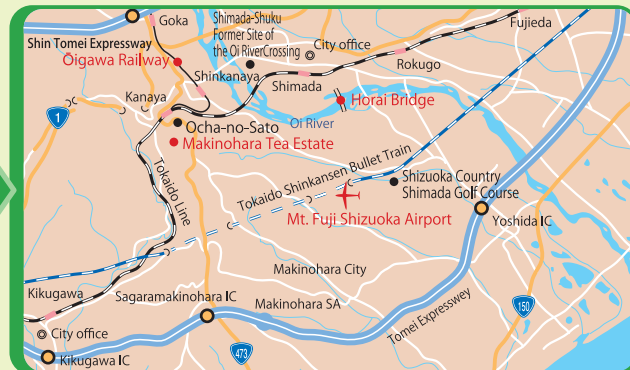 Goka
Shimada-Shuku
Former Site of
the Oi RiverCrossing
City office
Fujieda
Shin Tomei Expressway
Ōigawa Railway
Shinkanaya
Rokugo
Shimada
Kanaya
Horai Bridge
1
Ocha-no-Sato
Oi River
Makinohara Tea Estate
Tokaido Line
Tokaido Shinkansen Bullet Train
Shizuoka Country
Shimada Golf Course
Mt. Fuji Shizuoka Airport
Yoshida IC
Makinohara City
Kikugawa
Sagaramakinohara IC
Makinohara SA
Tomei Expresswey
150
City office
Kikugawa IC
473